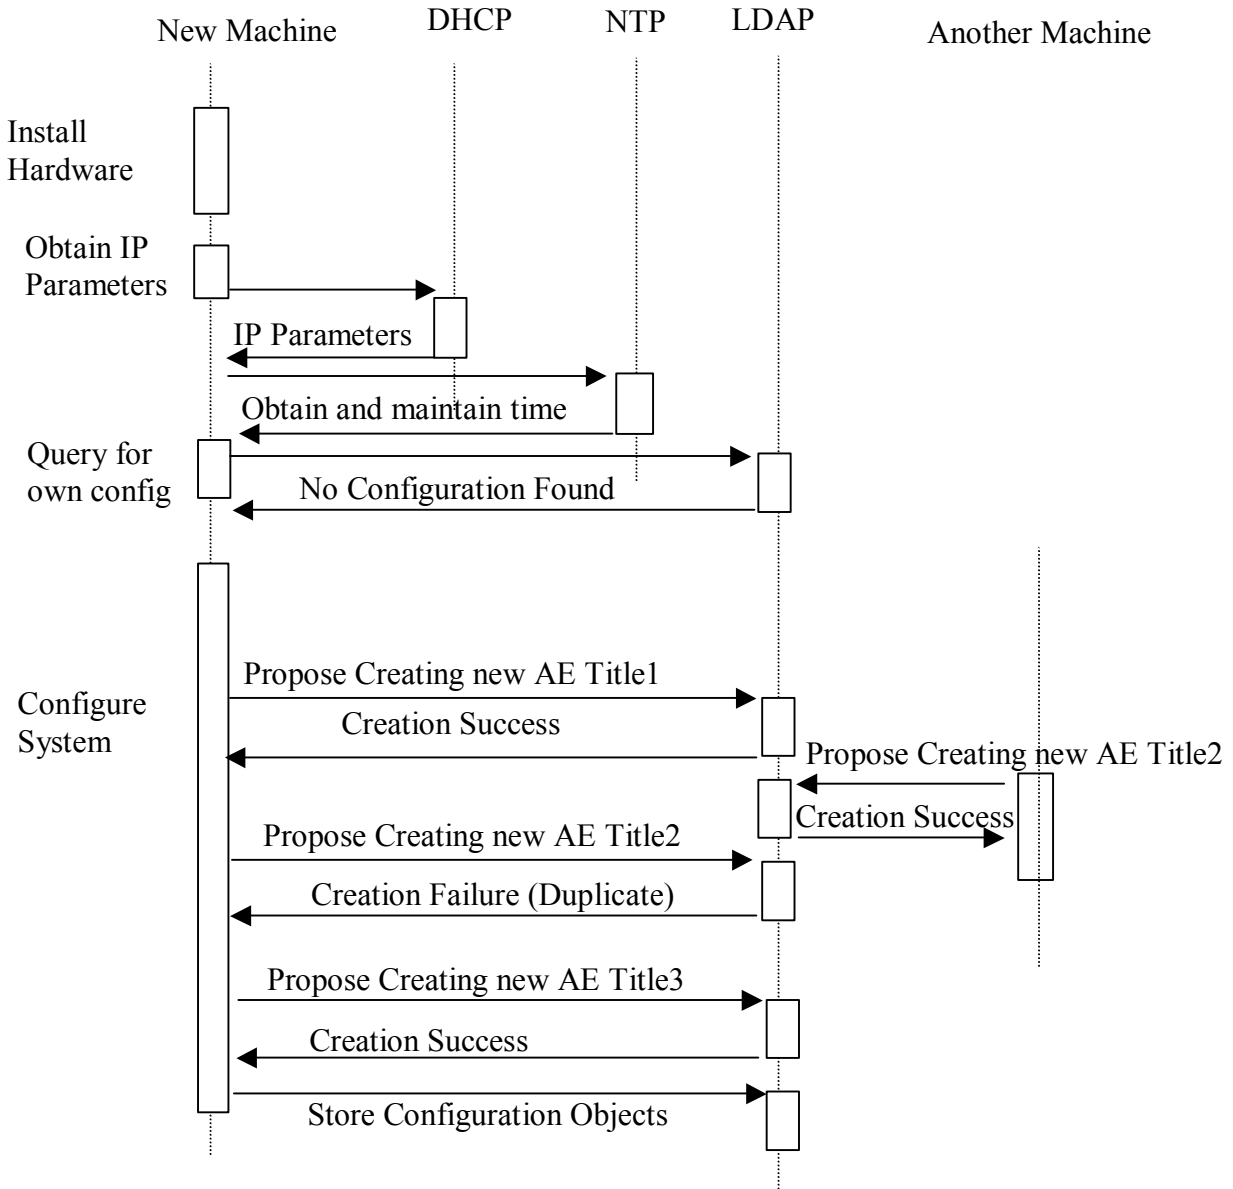 New Machine
DHCP
NTP
LDAP
Another Machine
Install
Hardware
Obtain IP
Parameters
IP Parameters
Obtain and maintain time
Query for
own config
No Configuration Found
Propose Creating new AE Title1
Configure
System
Creation Success
Propose Creating new AE Title2
Creation Success
Propose Creating new AE Title2
Creation Failure (Duplicate)
Propose Creating new AE Title3
Creation Success
Store Configuration Objects